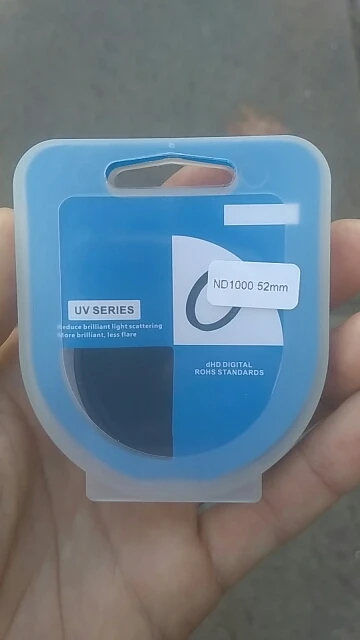 ND1000 52mm
UV SERIES
Reduce brilliant light scattering
More brilliant, less flare
dHD DIGITAL
ROHS STANDARDS